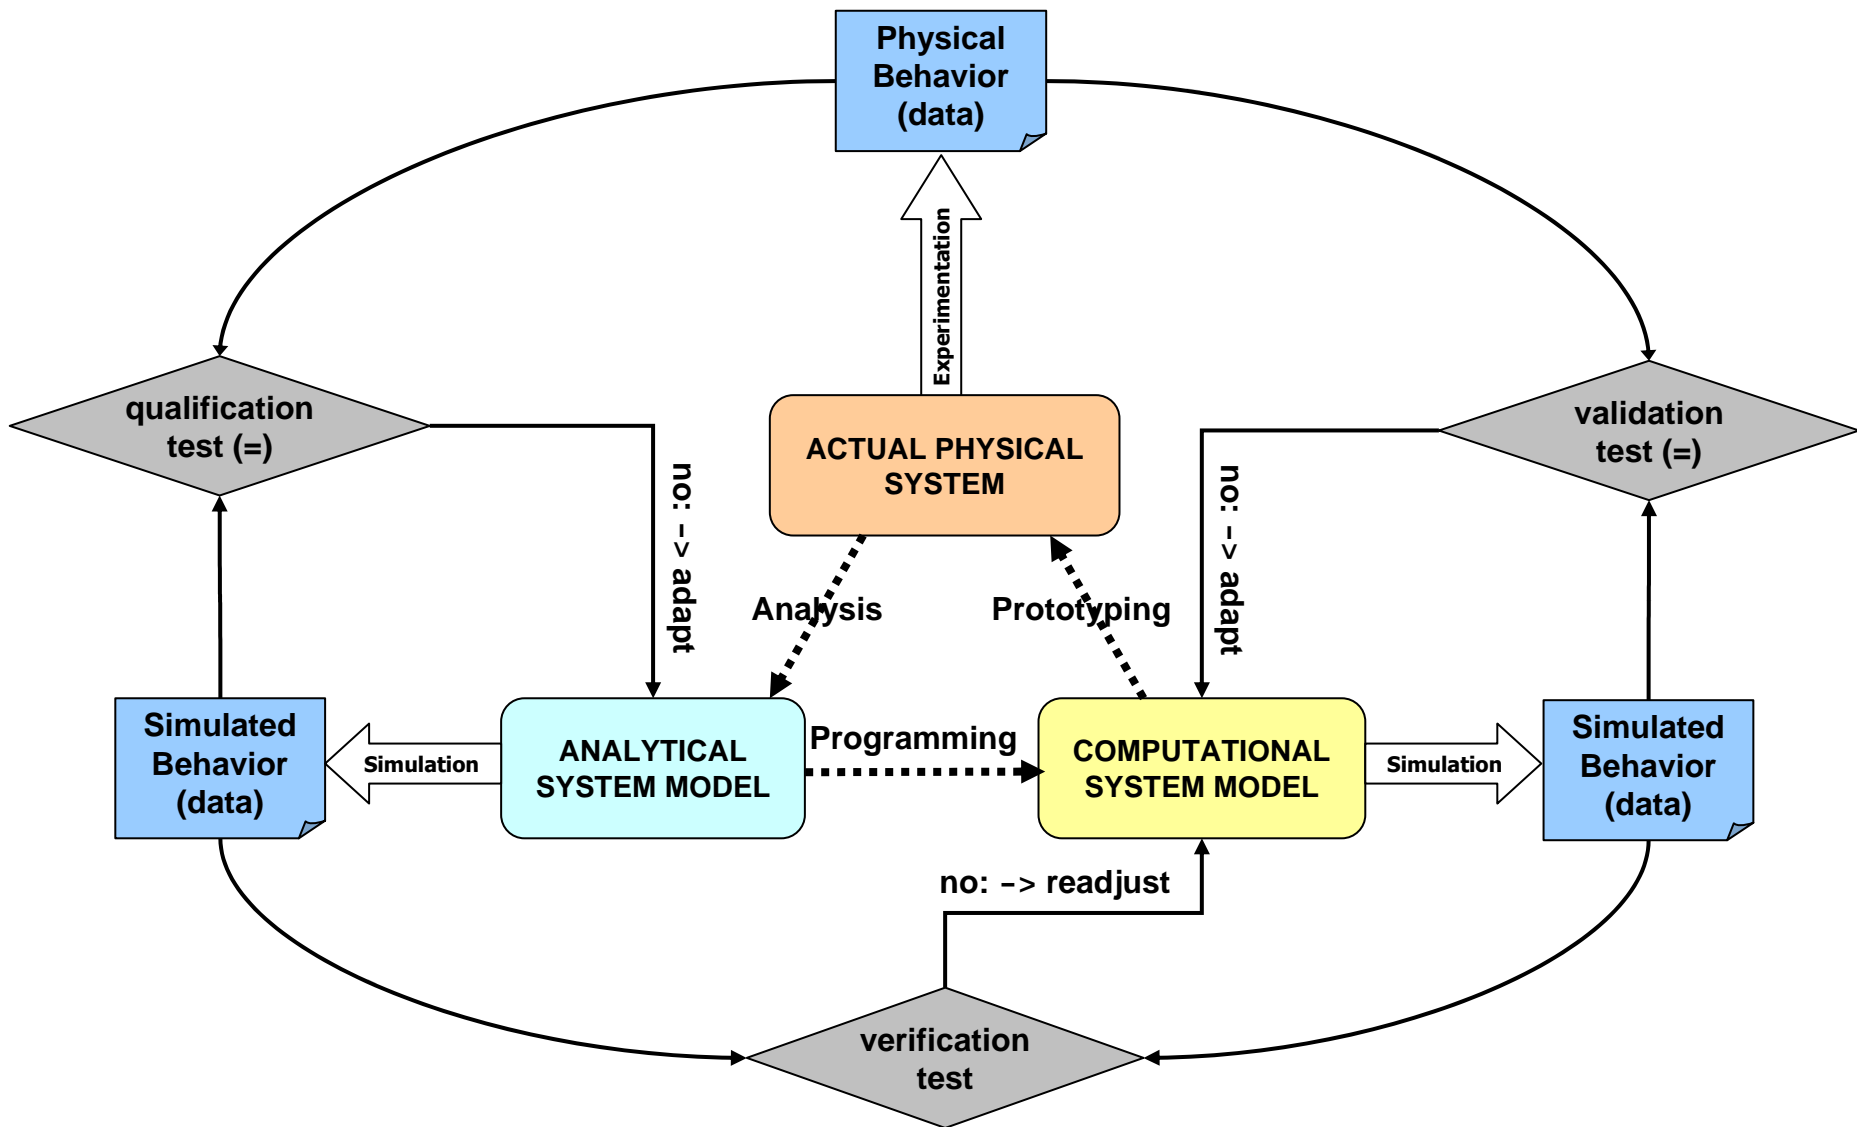 Physical
Behavior
(data)
Experimentation
qualification
test (=)
ACTUAL PHYSICAL
SYSTEM
validation
test (=)
no: -> adapt
no: -> adapt
Analysis
Prototyping
Simulated
Behavior
(data)
Simulation
ANALYTICAL
SYSTEM MODEL
Programming
COMPUTATIONAL
SYSTEM MODEL
Simulation
Simulated
Behavior
(data)
no: -> readjust
verification
test